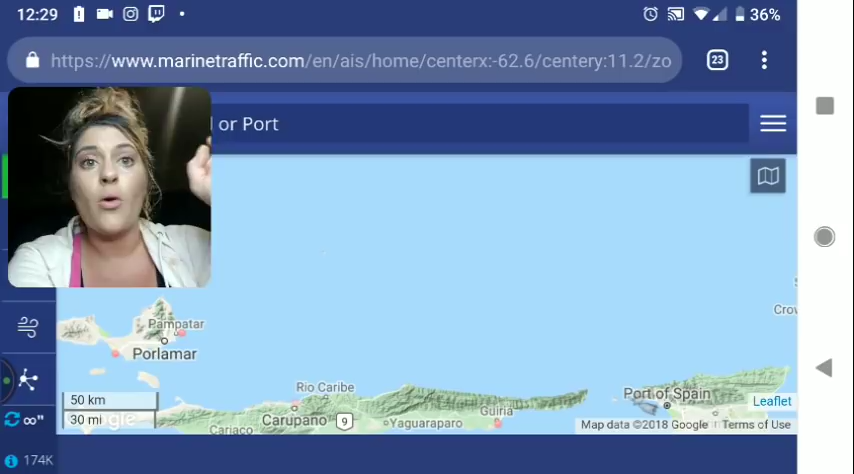 12:29
36%
https://www.marinetraffic.com/en/ais/home/centerx:-62.6/centery:11.2/zo
23
or Port
Pampatar
Porlamar
Crow
50 km
30 mi
Rio Caribe
Carupano
9
Guiria
Yaguaraparo
Cariaco
Port of Spain
Leaflet
Google
Map data ©2018 Google
Terms of Use
∞"
174K